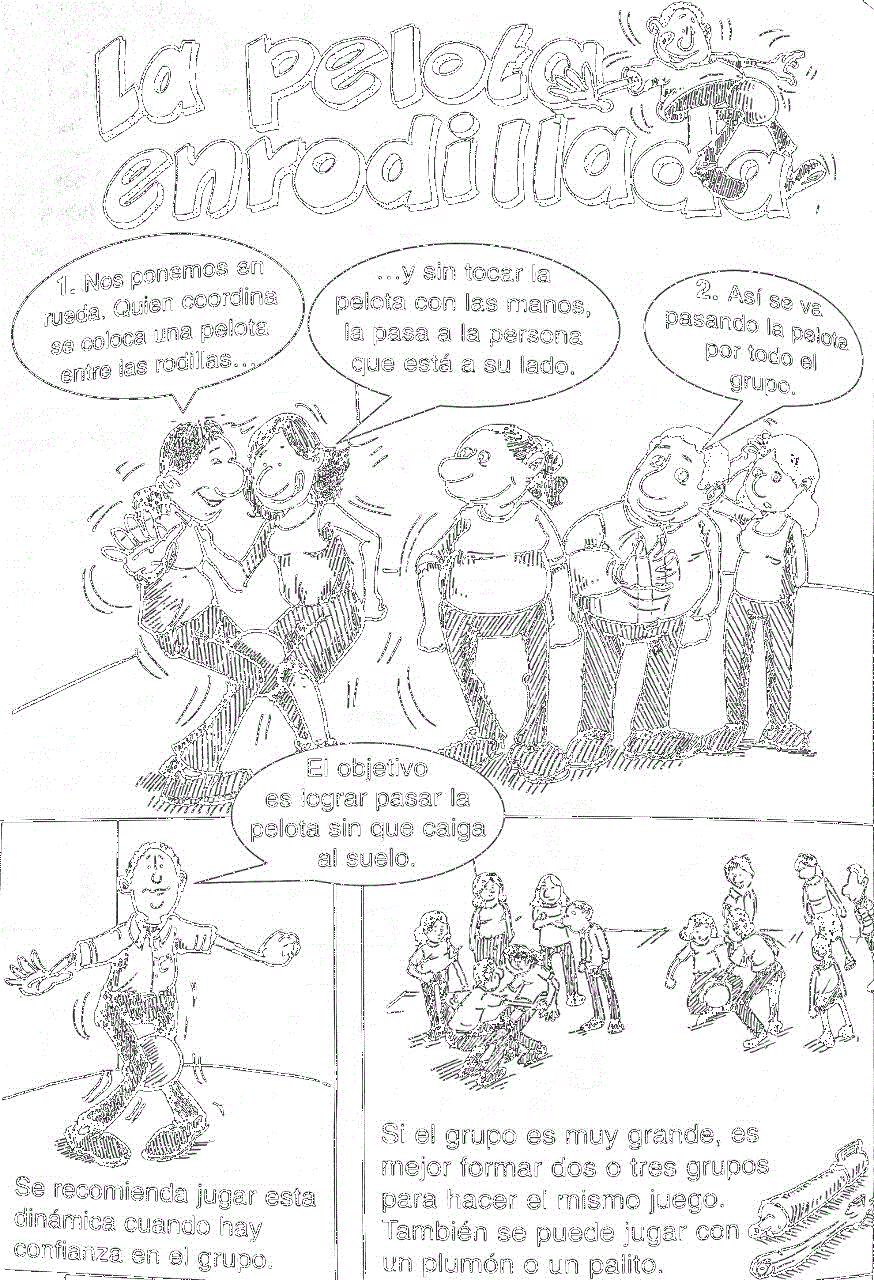 La pelota
enrodillada
1. Nos ponemos en
rueda. Quien coordina
se coloca una pelota
entre las rodillas...
...y sin tocar la
pelota con las manos,
la pasa a la persona
que está a su lado.
2. Así se va
pasando la pelota
por todo el
grupo.
El objetivo
es lograr pasar la
pelota sin que caiga
al suelo.
Se recomienda jugar esta
dinámica cuando hay
confianza en el grupo.
Si el grupo es muy grande, es
mejor formar dos o tres grupos
para hacer el mismo juego.
También se puede jugar con
un plumón o un palito.